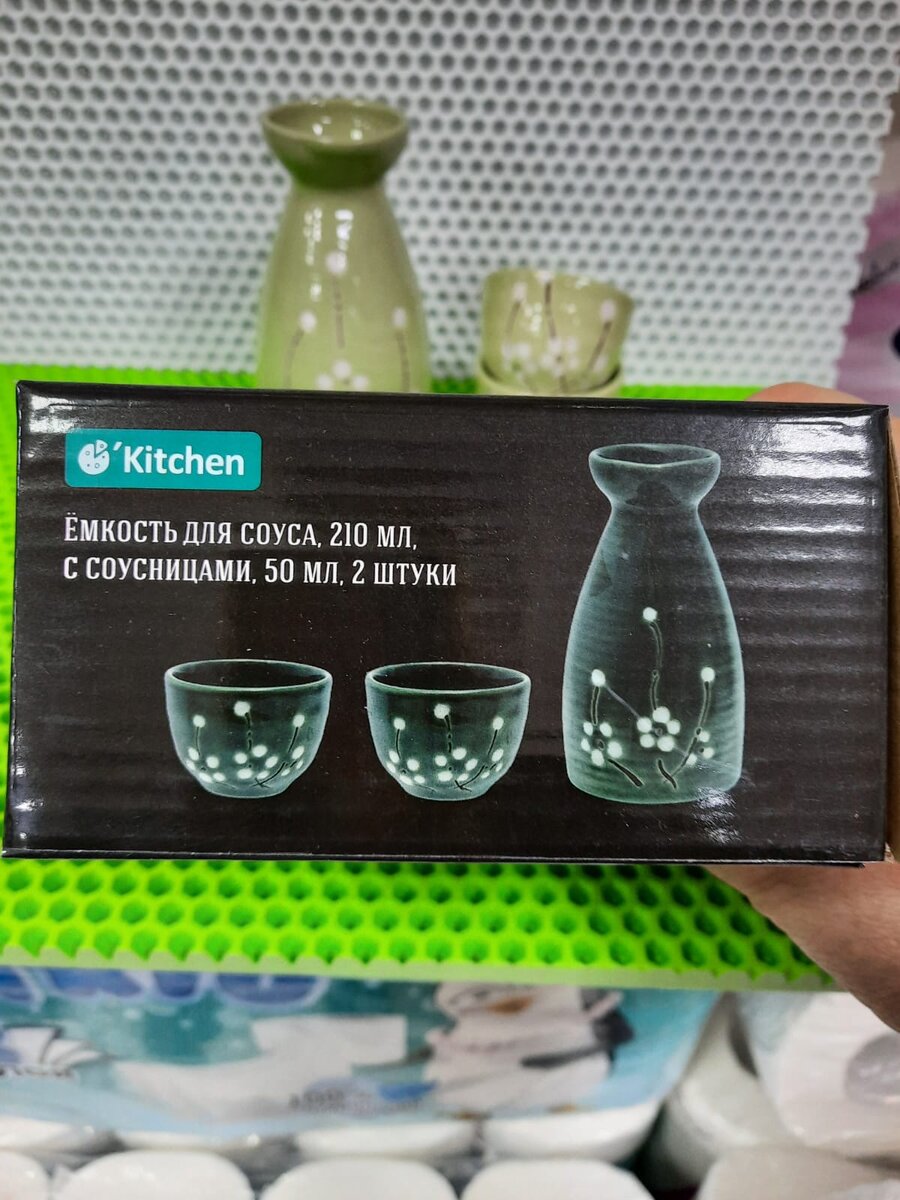 'Kitchen
ЁМКОСТЬ ДЛЯ СОУСА, 210 МЛ,
С СОУСНИЦАМИ, 50 МЛ, 2 ШТУКИ